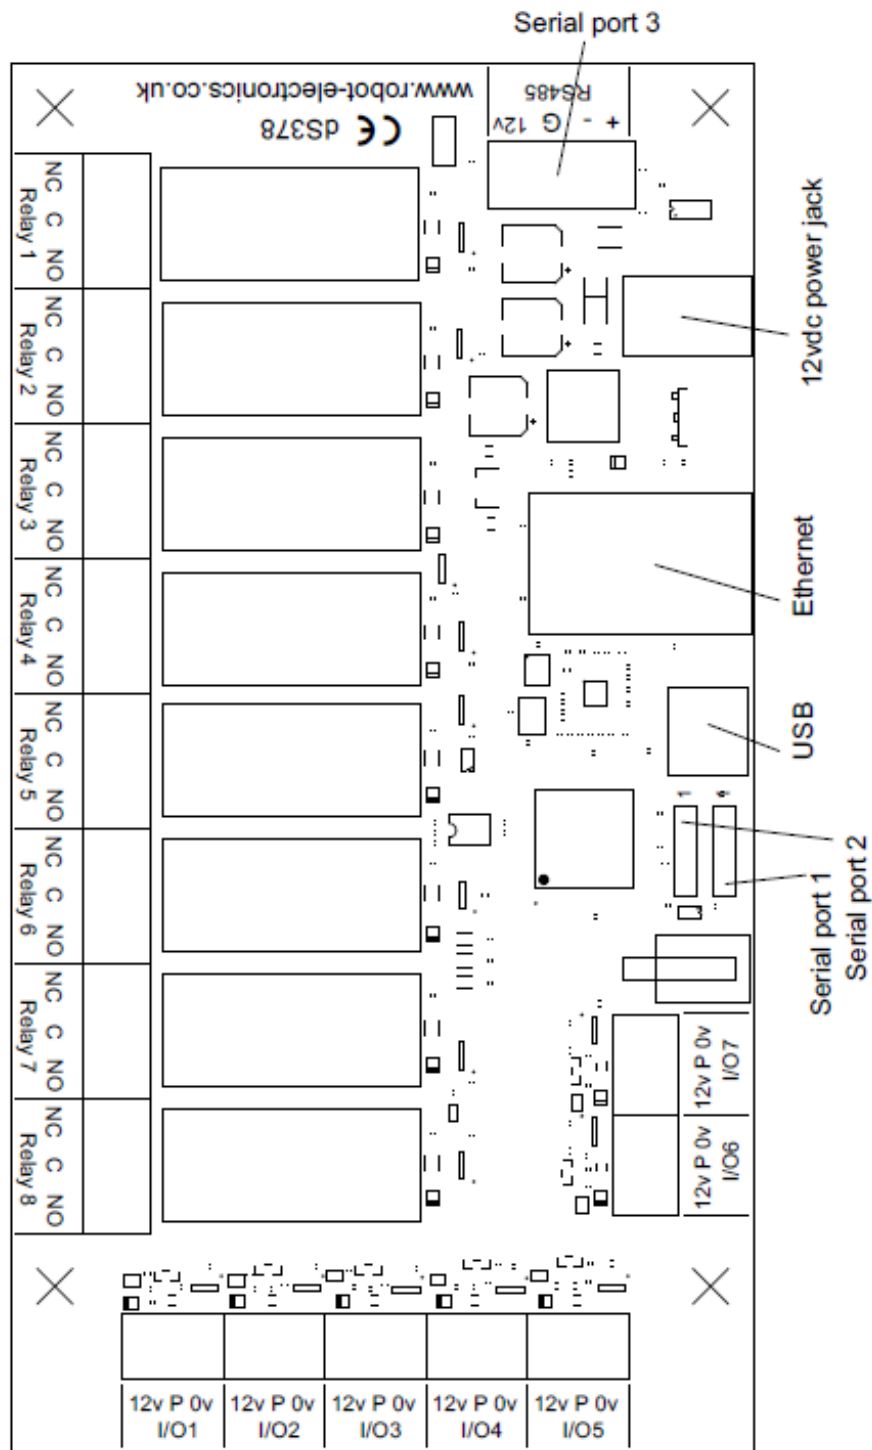 Serial port 3
www.robot-electronics.co.uk
RS485
CE dS378
12v G - +
NC C NO
Relay 1
NC C NO
Relay 2
NC C NO
Relay 3
NC C NO
Relay 4
NC C NO
Relay 5
NC C NO
Relay 6
NC C NO
Relay 7
NC C NO
Relay 8
12vdc power jack
Ethernet
USB
1
Serial port 1
Serial port 2
12v P 0v
I/O7
12v P 0v
I/O6
12v P 0v
I/O1
12v P 0v
I/O2
12v P 0v
I/O3
12v P 0v
I/O4
12v P 0v
I/O5